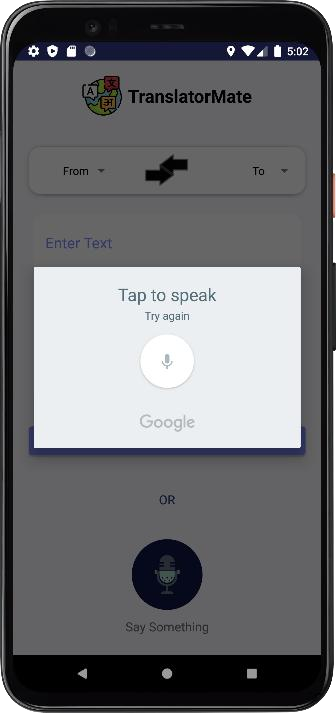 5:02
TranslatorMate
From
To
Enter Text
Tap to speak
Try again
Google
OR
Say Something